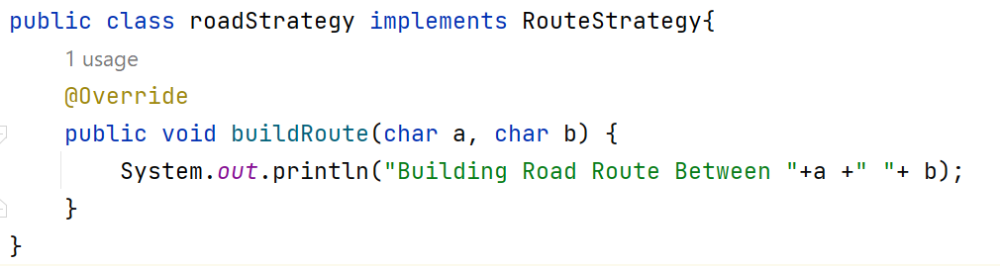 public class roadStrategy implements RouteStrategy{
1 usage
@Override
public void buildRoute(char a, char b) {
System.out.println("Building Road Route Between "+a +" "+ b);
}
}